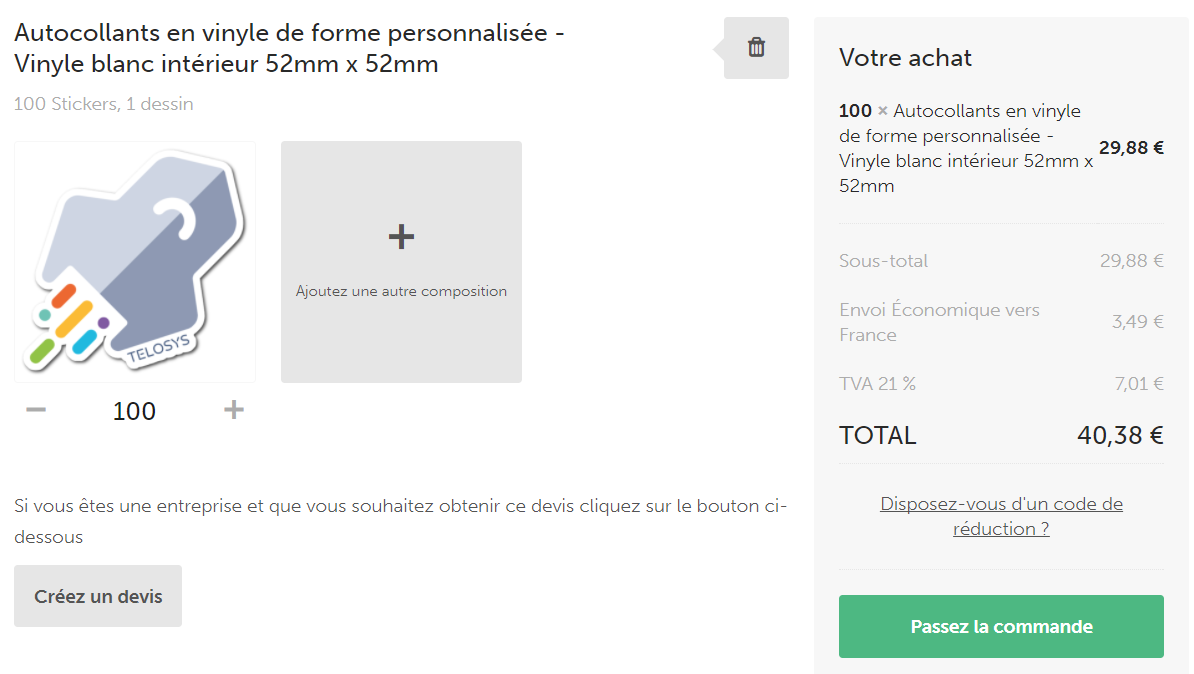 Autocollants en vinyle de forme personnalisée -
Vinyle blanc intérieur 52mm x 52mm
100 Stickers, 1 dessin
TELOSYS
Ajoutez une autre composition
− 100 +
Si vous êtes une entreprise et que vous souhaitez obtenir ce devis cliquez sur le bouton ci-
dessous
Créez un devis
Votre achat
100 × Autocollants en vinyle
de forme personnalisée -
Vinyle blanc intérieur 52mm x
52mm
29,88 €
Sous-total 29,88 €
Envoi Économique vers
France
3,49 €
TVA 21 % 7,01 €
TOTAL 40,38 €
Disposez-vous d'un code de
réduction ?
Passez la commande